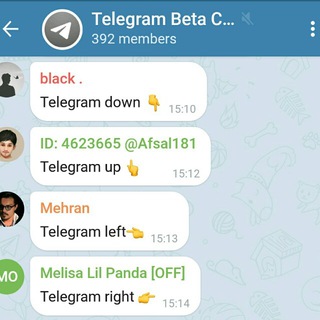 Telegram Beta C...
392 members
black .
Telegram down 👇
15:10
ID: 4623665 @Afsal181
Telegram up 👆
15:12
Mehran
Telegram left👈
15:13
MO
Melisa Lil Panda [OFF]
Telegram right 👉
15:14